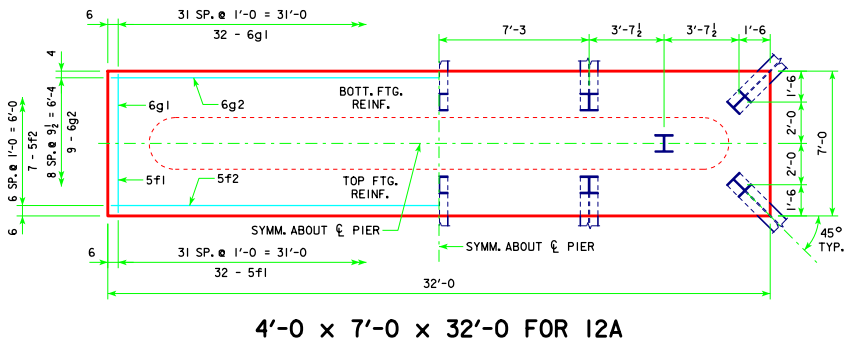 6
31 SP. @ 1'-0 = 31'-0
32 - 6g1
7'-3
3'-7½
3'-7½
1'-6
4
6 SP. @ 1'-0 = 6'-0
7 - 5f2
8 SP. @ 9½ = 6'-4
9 - 6g2
6
6g1
6g2
BOTT. FTG.
REINF.
5f1
5f2
TOP FTG.
REINF.
1'-6
2'-0
2'-0
1'-6
7'-0
45°
TYP.
SYMM. ABOUT ℄ PIER
SYMM. ABOUT ℄ PIER
6
31 SP. @ 1'-0 = 31'-0
32 - 5f1
32'-0
4'-0 x 7'-0 x 32'-0 FOR 12A